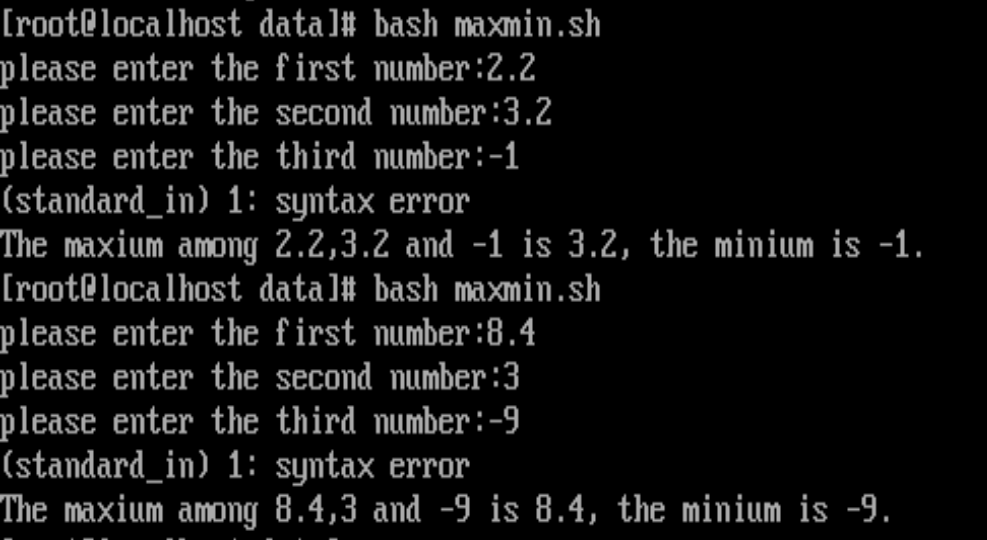 [root@localhost data]# bash maxmin.sh
please enter the first number:2.2
please enter the second number:3.2
please enter the third number:-1
(standard_in) 1: syntax error
The maxium among 2.2,3.2 and -1 is 3.2, the minium is -1.
[root@localhost data]# bash maxmin.sh
please enter the first number:8.4
please enter the second number:3
please enter the third number:-9
(standard_in) 1: syntax error
The maxium among 8.4,3 and -9 is 8.4, the minium is -9.